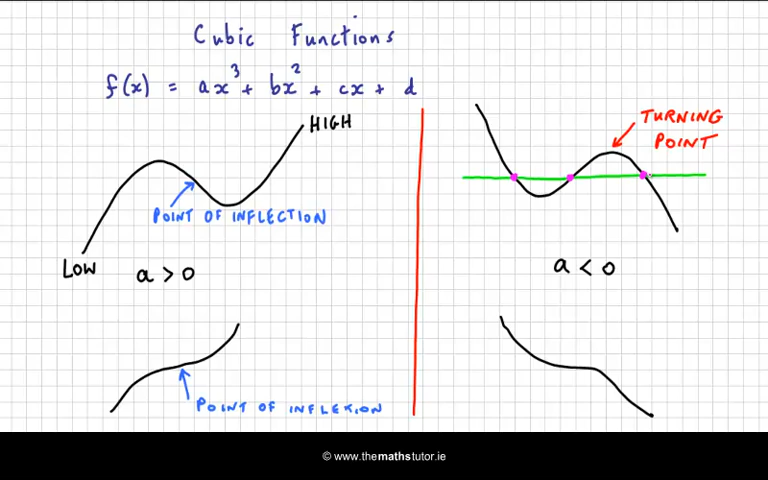 Cubic Functions
f(x) = ax³ + bx² + cx + d
HIGH
POINT OF INFLECTION
LOW
a > 0
POINT OF INFLEXION
TURNING
POINT
a < 0
© www.themathstutor.ie